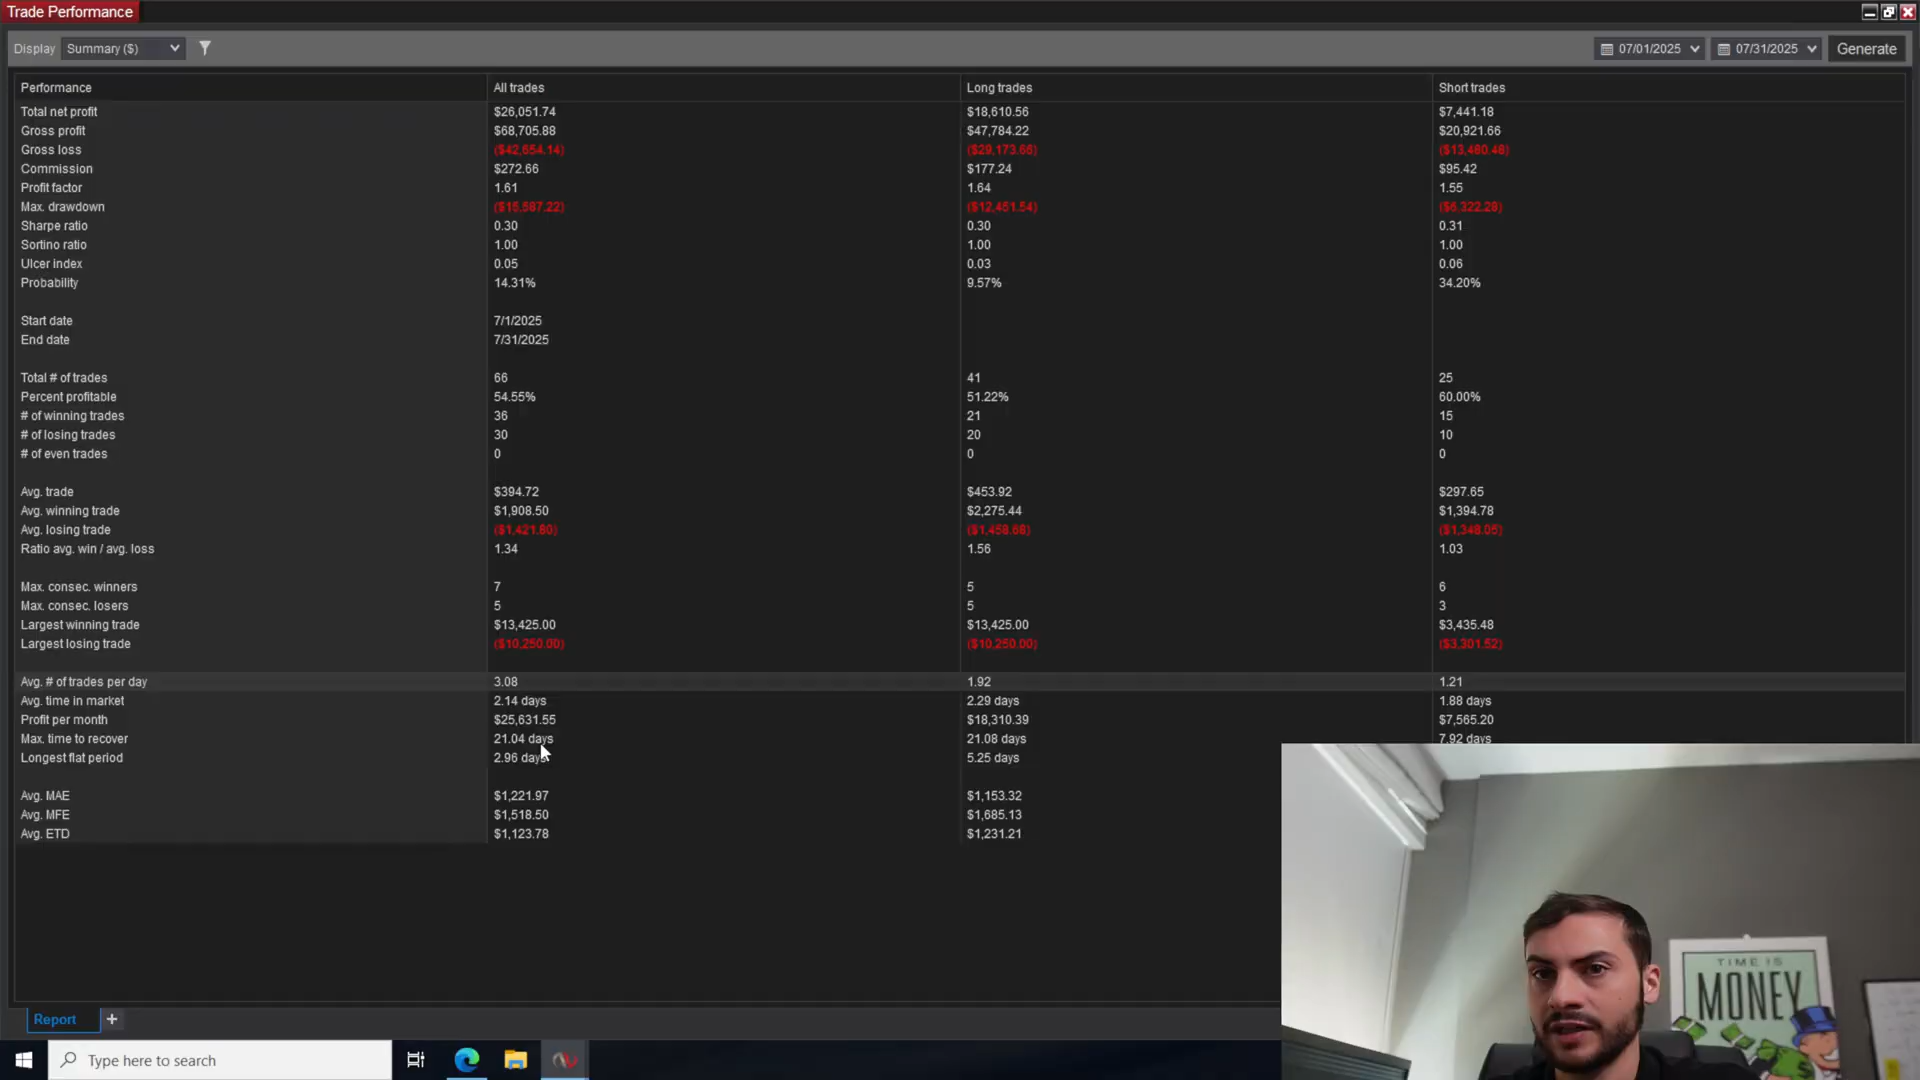 Trade Performance
Display Summary ($) 07/01/2025 07/31/2025 Generate
Performance All trades Long trades Short trades
Total net profit $26,051.74 $18,610.56 $7,441.18
Gross profit $68,705.88 $47,784.22 $20,921.66
Gross loss ($42,654.14) ($29,173.66) ($13,480.48)
Commission $272.66 $177.24 $95.42
Profit factor 1.61 1.64 1.55
Max. drawdown ($15,587.22) ($12,451.54) ($6,322.28)
Sharpe ratio 0.30 0.30 0.31
Sortino ratio 1.00 1.00 1.00
Ulcer index 0.05 0.03 0.06
Probability 14.31% 9.57% 34.20%
Start date 7/1/2025
End date 7/31/2025
Total # of trades 66 41 25
Percent profitable 54.55% 51.22% 60.00%
# of winning trades 36 21 15
# of losing trades 30 20 10
# of even trades 0 0 0
Avg. trade $394.72 $453.92 $297.65
Avg. winning trade $1,908.50 $2,275.44 $1,394.78
Avg. losing trade ($1,421.80) ($1,458.68) ($1,348.05)
Ratio avg. win / avg. loss 1.34 1.56 1.03
Max. consec. winners 7 5 6
Max. consec. losers 5 5 3
Largest winning trade $13,425.00 $13,425.00 $3,435.48
Largest losing trade ($10,250.00) ($10,250.00) ($3,301.52)
Avg. # of trades per day 3.08 1.92 1.21
Avg. time in market 2.14 days 2.29 days 1.88 days
Profit per month $25,631.55 $18,310.39 $7,565.20
Max. time to recover 21.04 days 21.08 days 7.92 days
Longest flat period 2.96 days 5.25 days
Avg. MAE $1,221.97 $1,153.32
Avg. MFE $1,518.50 $1,685.13
Avg. ETD $1,123.78 $1,231.21
TIME IS
MONEY
Report +
Type here to search